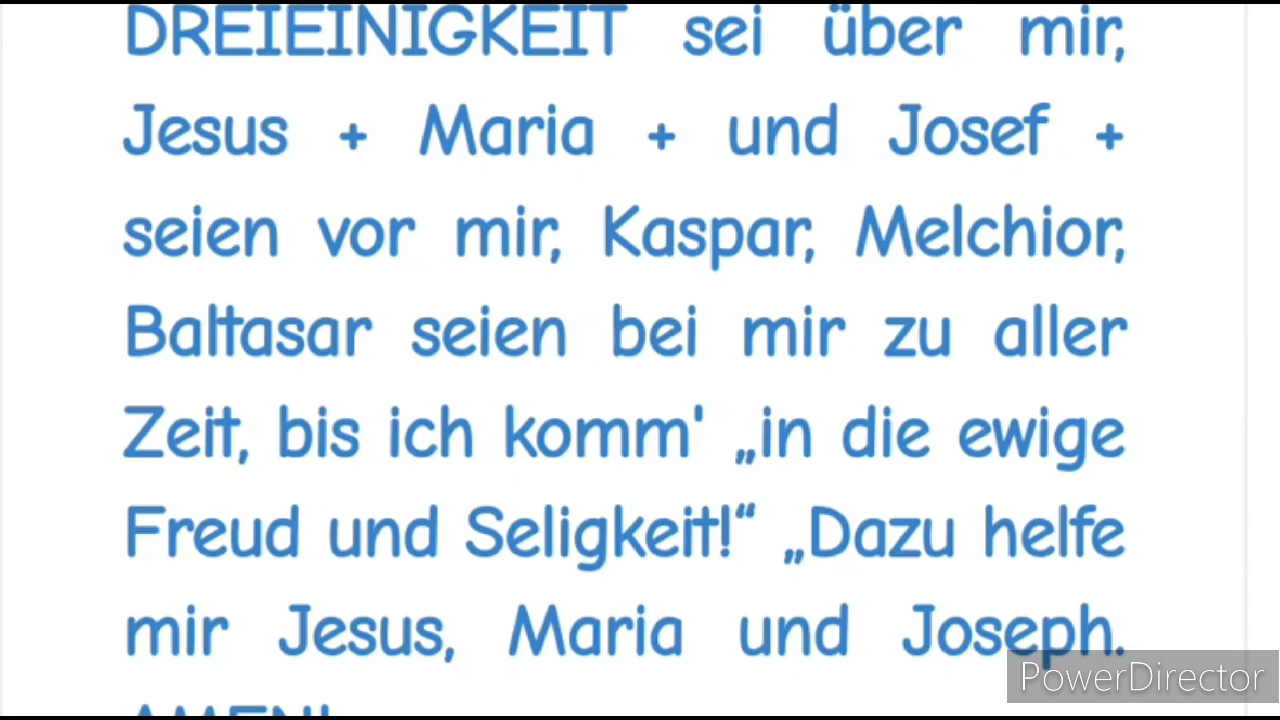 DREIEINIGKEIT sei über mir,
Jesus + Maria + und Josef +
seien vor mir, Kaspar, Melchior,
Baltasar seien bei mir zu aller
Zeit, bis ich komm' „in die ewige
Freud und Seligkeit!“ „Dazu helfe
mir Jesus, Maria und Joseph.
AMEN!
PowerDirector